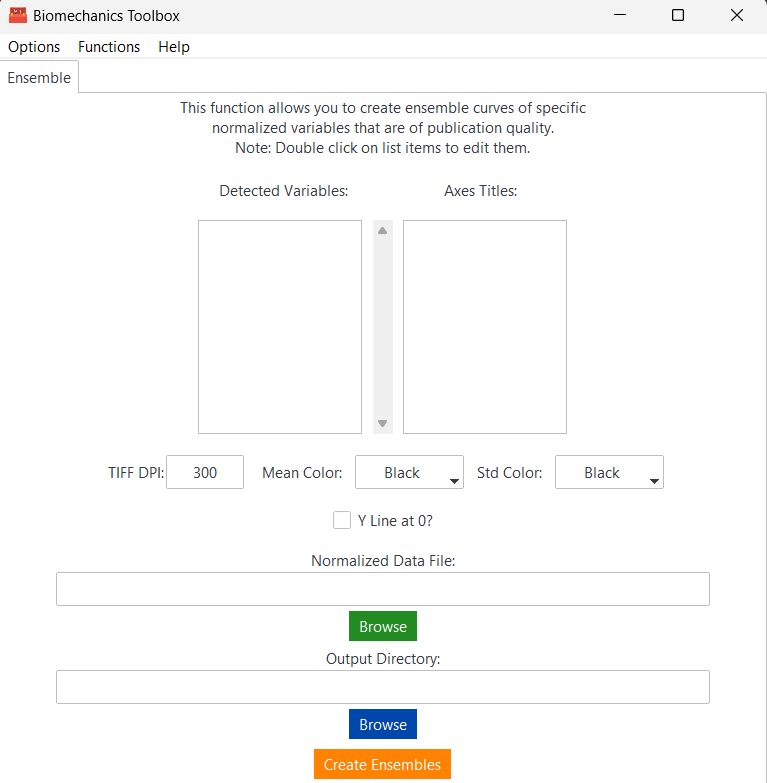 Biomechanics Toolbox
Options Functions Help
Ensemble
This function allows you to create ensemble curves of specific
normalized variables that are of publication quality.
Note: Double click on list items to edit them.
Detected Variables: Axes Titles:
TIFF DPI: 300 Mean Color: Black Std Color: Black
Y Line at 0?
Normalized Data File:
Browse
Output Directory:
Browse
Create Ensembles